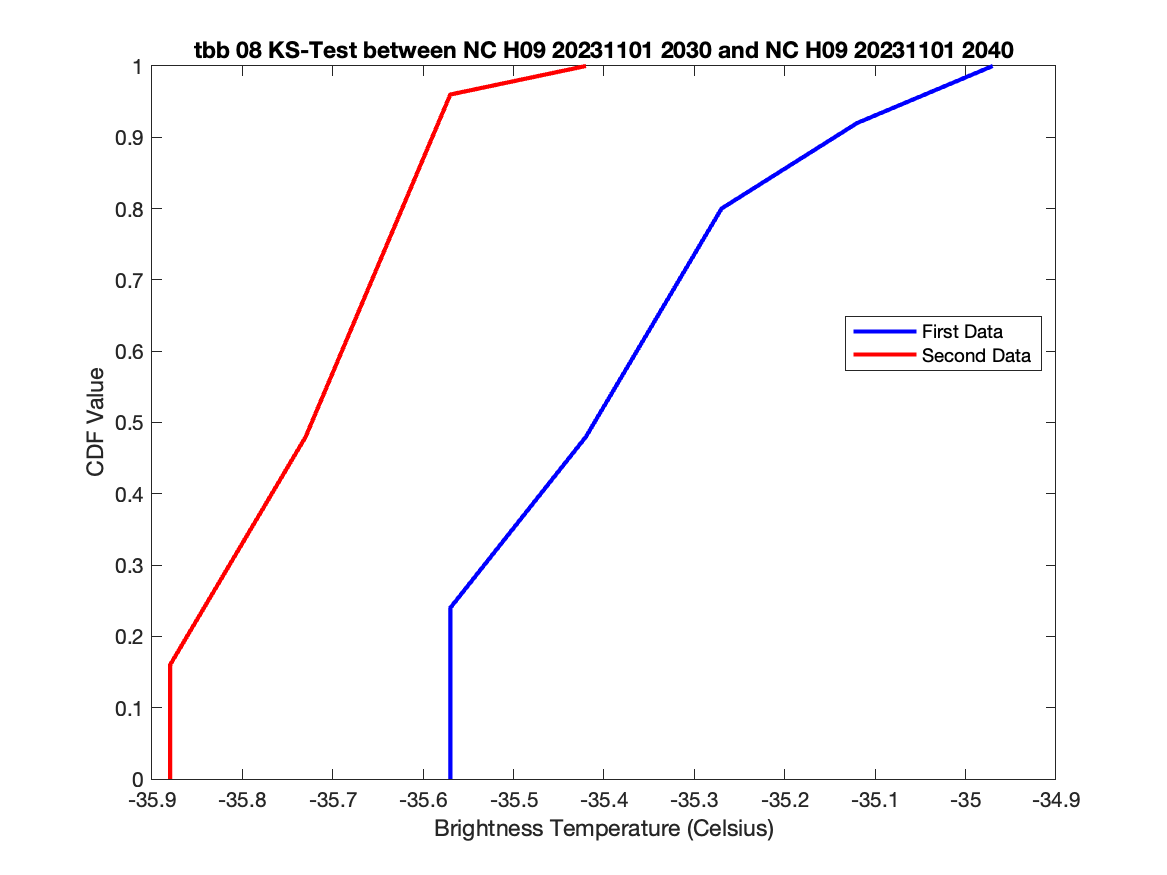 tbb 08 KS-Test between NC H09 20231101 2030 and NC H09 20231101 2040
1
0.9
0.8
0.7
0.6
0.5
0.4
0.3
0.2
0.1
0
CDF Value
First Data
Second Data
-35.9 -35.8 -35.7 -35.6 -35.5 -35.4 -35.3 -35.2 -35.1 -35 -34.9
Brightness Temperature (Celsius)